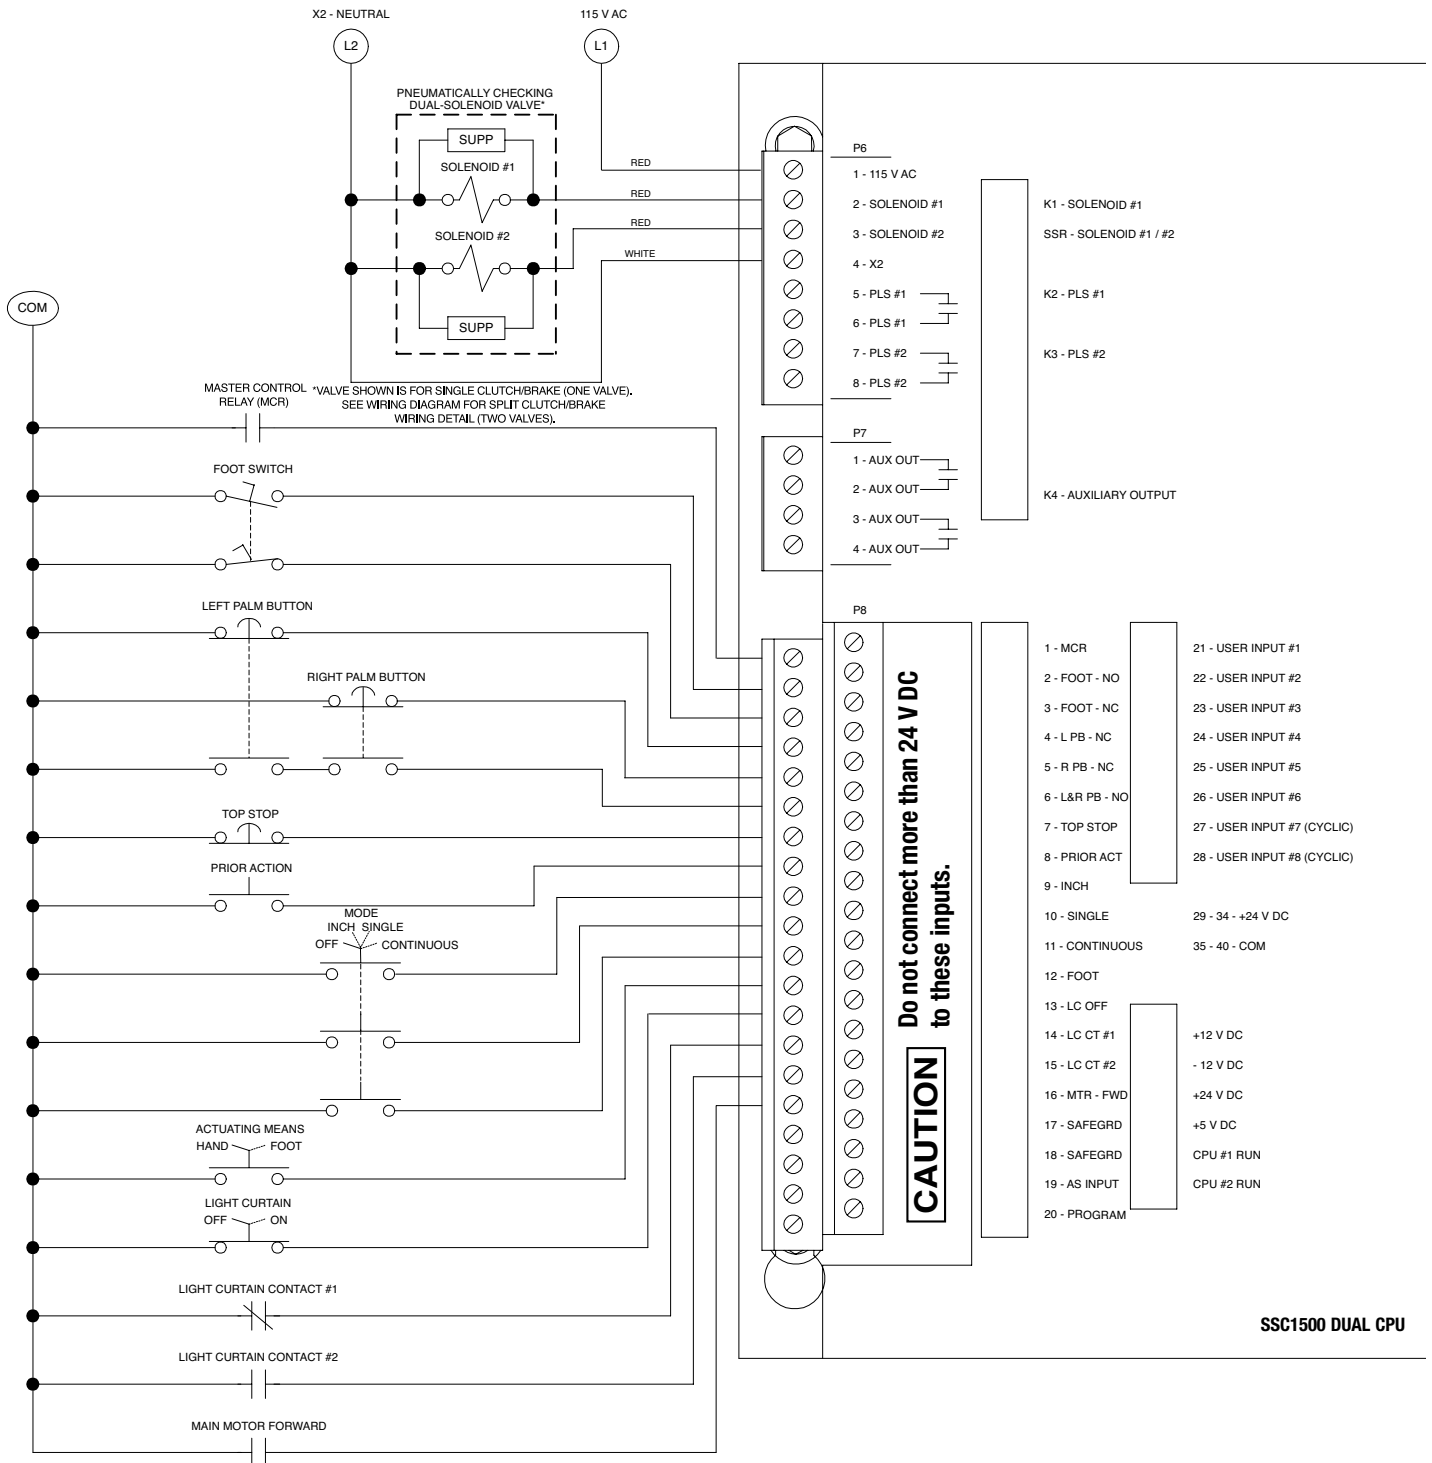 X2 - NEUTRAL
115 V AC
L2
L1
PNEUMATICALLY CHECKING
DUAL-SOLENOID VALVE*
SUPP
SOLENOID #1
SOLENOID #2
SUPP
RED
RED
RED
WHITE
*VALVE SHOWN IS FOR SINGLE CLUTCH/BRAKE (ONE VALVE).
SEE WIRING DIAGRAM FOR SPLIT CLUTCH/BRAKE
WIRING DETAIL (TWO VALVES).
COM
MASTER CONTROL
RELAY (MCR)
FOOT SWITCH
LEFT PALM BUTTON
RIGHT PALM BUTTON
TOP STOP
PRIOR ACTION
MODE
INCH SINGLE
OFF CONTINUOUS
ACTUATING MEANS
HAND FOOT
LIGHT CURTAIN
OFF ON
LIGHT CURTAIN CONTACT #1
LIGHT CURTAIN CONTACT #2
MAIN MOTOR FORWARD
P6
1 - 115 V AC
2 - SOLENOID #1
3 - SOLENOID #2
4 - X2
5 - PLS #1
6 - PLS #1
7 - PLS #2
8 - PLS #2
K1 - SOLENOID #1
SSR - SOLENOID #1 / #2
K2 - PLS #1
K3 - PLS #2
P7
1 - AUX OUT
2 - AUX OUT
3 - AUX OUT
4 - AUX OUT
K4 - AUXILIARY OUTPUT
P8
CAUTION
Do not connect more than 24 V DC
to these inputs.
1 - MCR
2 - FOOT - NO
3 - FOOT - NC
4 - L PB - NC
5 - R PB - NC
6 - L&R PB - NO
7 - TOP STOP
8 - PRIOR ACT
9 - INCH
10 - SINGLE
11 - CONTINUOUS
12 - FOOT
13 - LC OFF
14 - LC CT #1
15 - LC CT #2
16 - MTR - FWD
17 - SAFEGRD
18 - SAFEGRD
19 - AS INPUT
20 - PROGRAM
21 - USER INPUT #1
22 - USER INPUT #2
23 - USER INPUT #3
24 - USER INPUT #4
25 - USER INPUT #5
26 - USER INPUT #6
27 - USER INPUT #7 (CYCLIC)
28 - USER INPUT #8 (CYCLIC)
29 - 34 - +24 V DC
35 - 40 - COM
+12 V DC
- 12 V DC
+24 V DC
+5 V DC
CPU #1 RUN
CPU #2 RUN
SSC1500 DUAL CPU